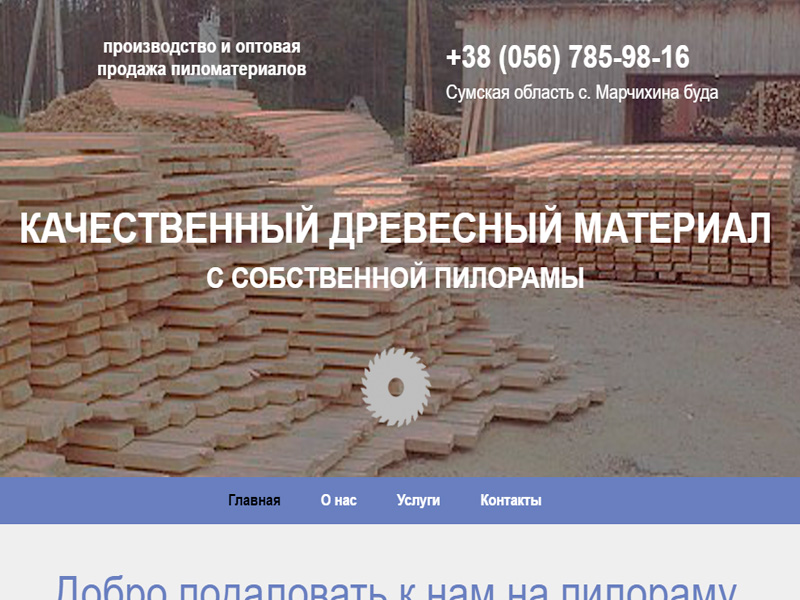 производство и оптовая
продажа пиломатериалов
+38 (056) 785-98-16
Сумская область с. Марчихина буда
КАЧЕСТВЕННЫЙ ДРЕВЕСНЫЙ МАТЕРИАЛ
С СОБСТВЕННОЙ ПИЛОРАМЫ
Главная О нас Услуги Контакты
Добро подаловать к нам на пилораму